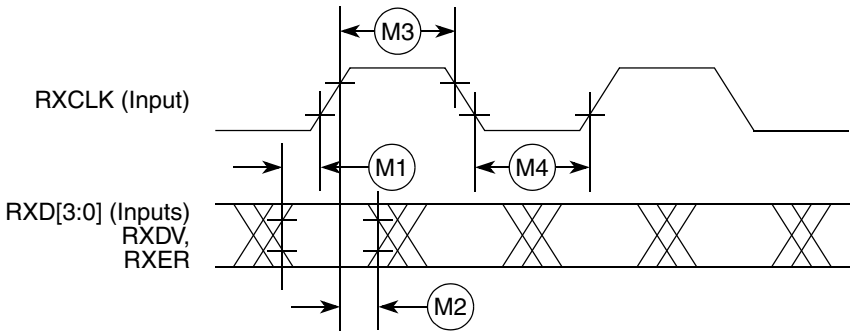 M3
RXCLK (Input)
M1
M4
RXD[3:0] (Inputs)
RXDV,
RXER
M2